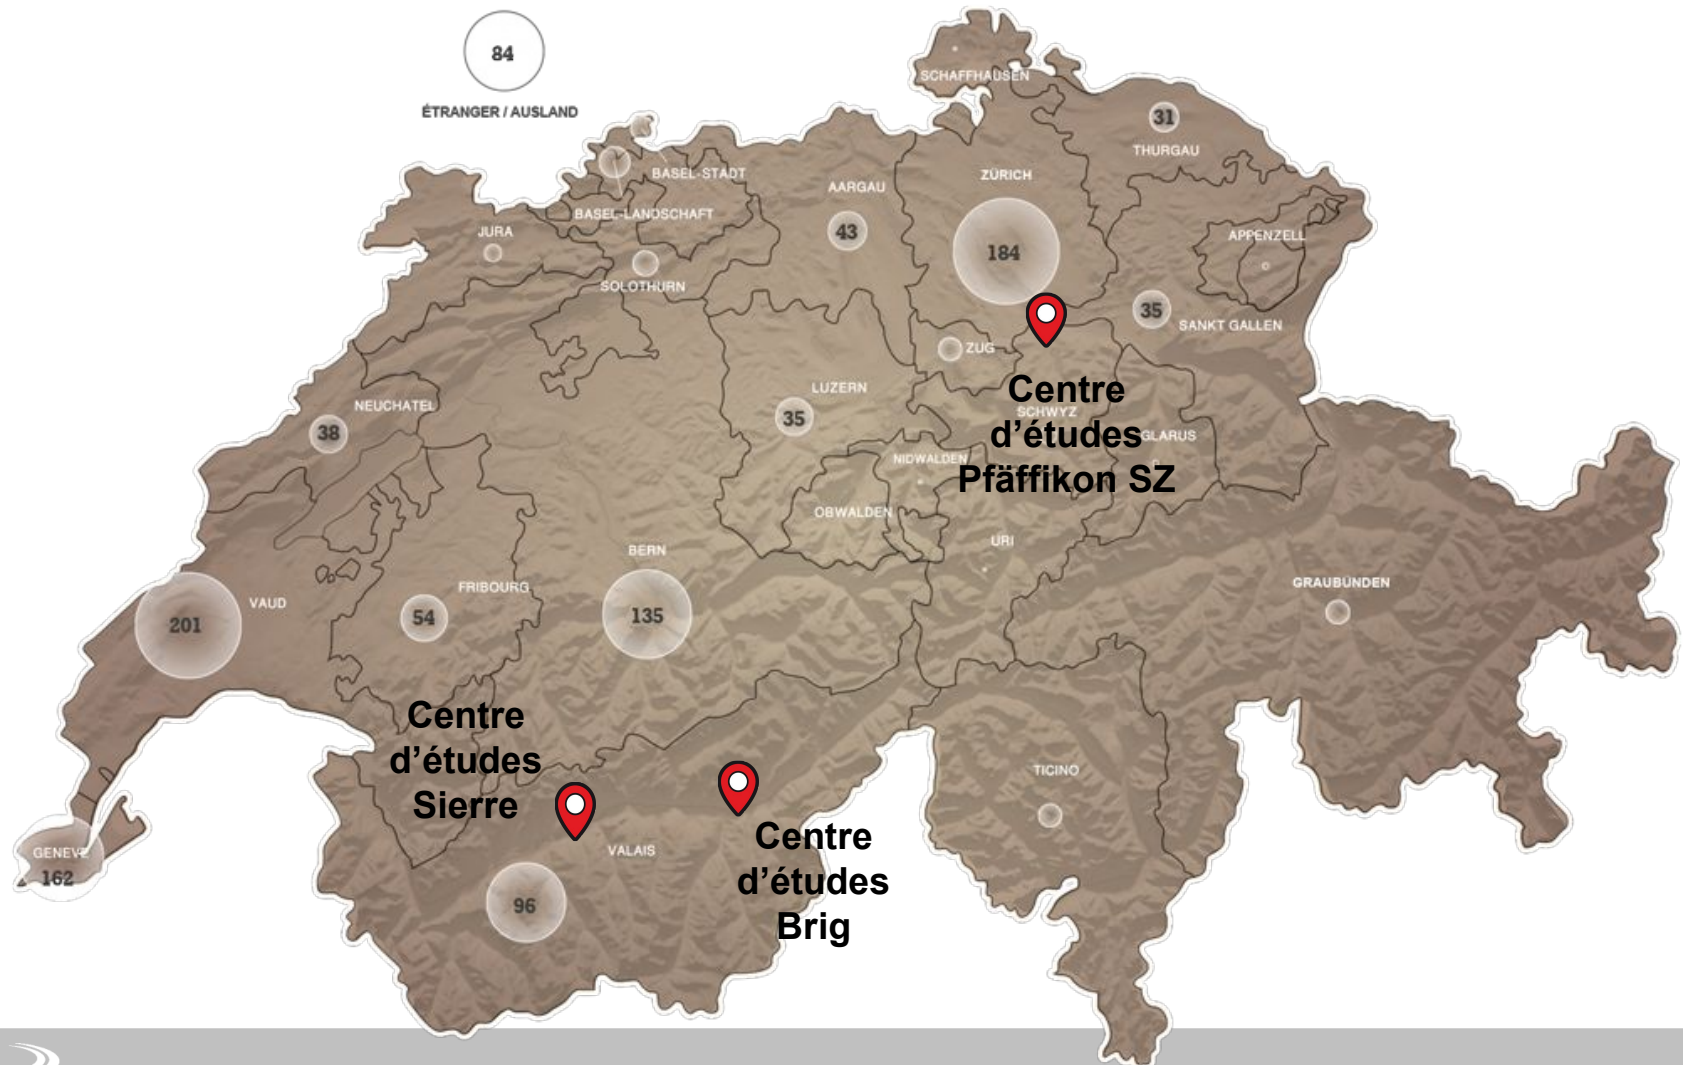 84
ÉTRANGER / AUSLAND
SCHAFFHAUSEN
31
THURGAU
BASEL-STADT
ZÜRICH
AARGAU
BASEL-LANDSCHAFT
JURA
43
APPENZELL
184
SOLOTHURN
35
SANKT GALLEN
ZUG
LUZERN
Centre
d'études
Pfäffikon SZ
SCHWYZ
NEUCHATEL
35
38
GLARUS
NIDWALDEN
OBWALDEN
URI
BERN
GRAUBÜNDEN
FRIBOURG
VAUD
54
135
201
Centre
d'études
Sierre
TICINO
Centre
d'études
Brig
VALAIS
GENEVE
162
96